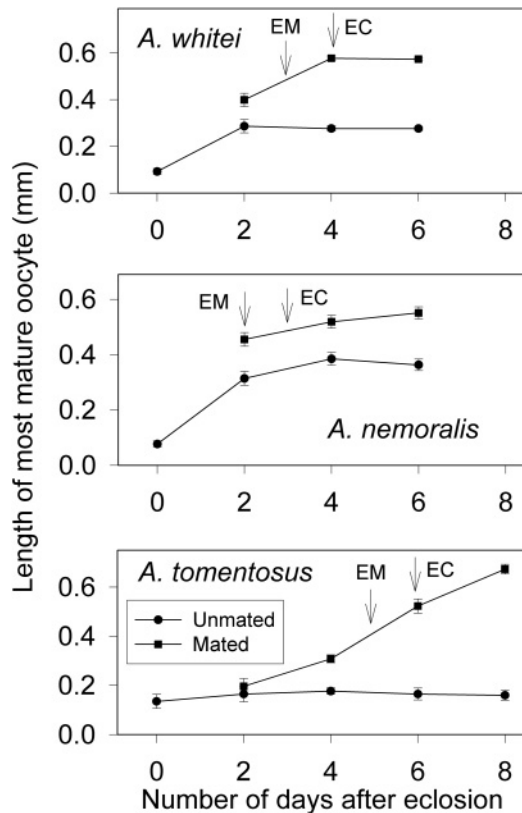 Length of most mature oocyte (mm)
A. whitei
EM
EC
0.6
0.4
0.2
0.0
0 2 4 6 8
EM
EC
0.6
0.4
0.2
0.0
A. nemoralis
0 2 4 6 8
A. tomentosus
EM
EC
Unmated
Mated
0.6
0.4
0.2
0.0
0 2 4 6 8
Number of days after eclosion